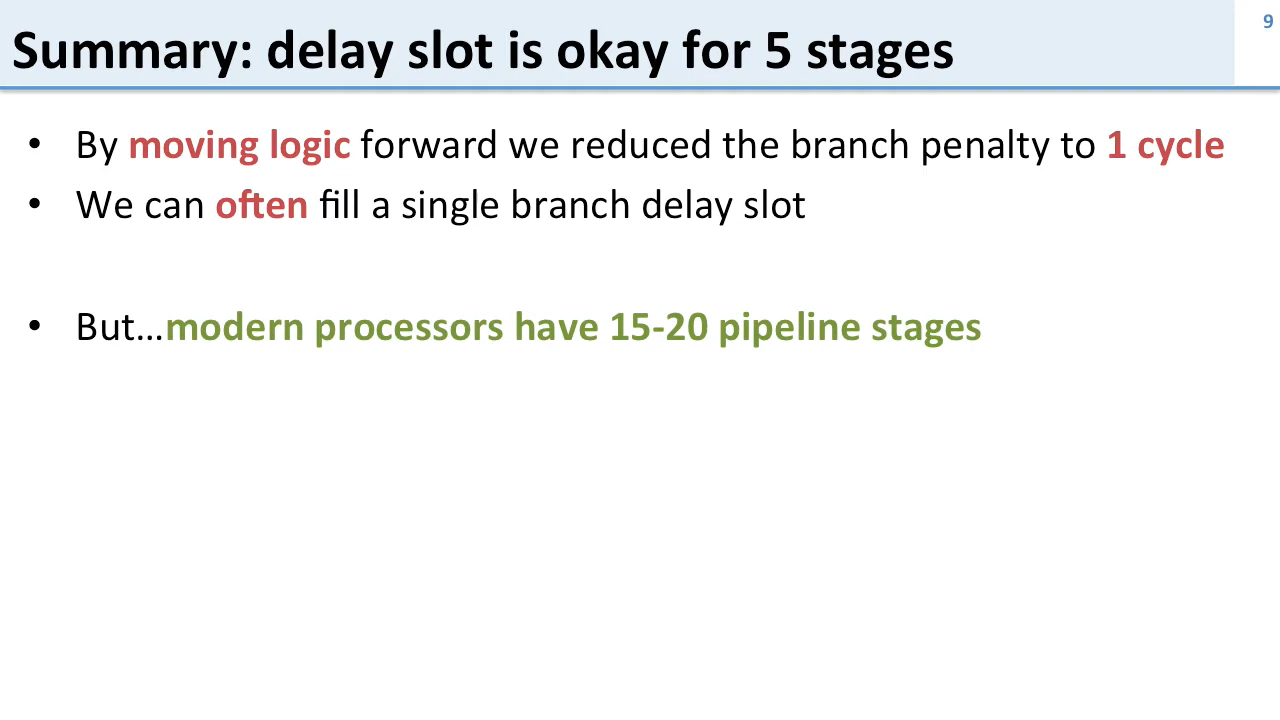 9
Summary: delay slot is okay for 5 stages
• By moving logic forward we reduced the branch penalty to 1 cycle
• We can often fill a single branch delay slot
• But...modern processors have 15-20 pipeline stages